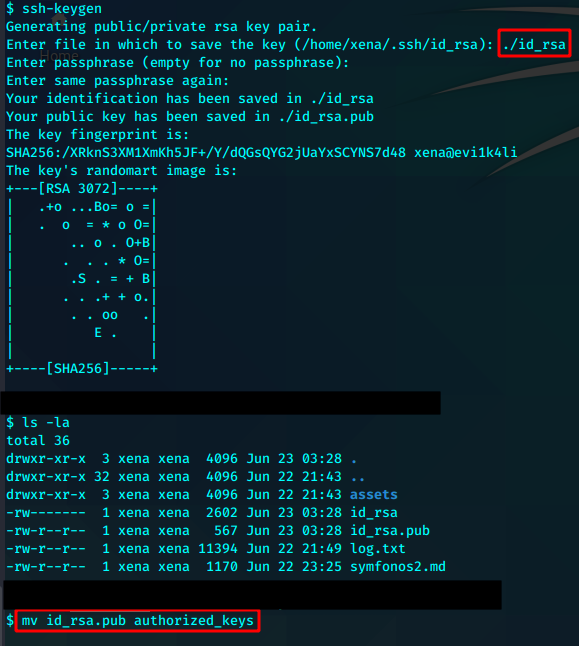 $ ssh-keygen
Generating public/private rsa key pair.
Enter file in which to save the key (/home/xena/.ssh/id_rsa): ./id_rsa
Enter passphrase (empty for no passphrase):
Enter same passphrase again:
Your identification has been saved in ./id_rsa
Your public key has been saved in ./id_rsa.pub
The key fingerprint is:
SHA256:/XRknS3XM1XmKh5JF+/Y/dQGsQYG2jUaYxSCYNS7d48 xena@evi1k4li
The key's randomart image is:
+---[RSA 3072]----+
|   .+o ...Bo= o =|
|   .  o  = * o O=|
|       .. o . O+B|
|      .  . . * O=|
|       .S . = + B|
|      . . .+ + o.|
|       . . oo   .|
|          E .    |
|                 |
+----[SHA256]-----+
$ ls -la
total 36
drwxr-xr-x  3 xena xena  4096 Jun 23 03:28 .
drwxr-xr-x 32 xena xena  4096 Jun 22 21:43 ..
drwxr-xr-x  3 xena xena  4096 Jun 22 21:43 assets
-rw-------  1 xena xena  2602 Jun 23 03:28 id_rsa
-rw-r--r--  1 xena xena   567 Jun 23 03:28 id_rsa.pub
-rw-r--r--  1 xena xena 11394 Jun 22 21:49 log.txt
-rw-r--r--  1 xena xena  1170 Jun 22 23:25 symfonos2.md
$ mv id_rsa.pub authorized_keys